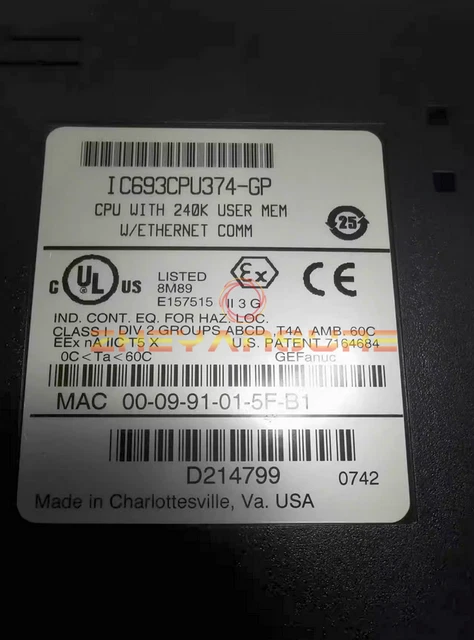 IC693CPU374-GP
CPU WITH 240K USER MEM
W/ETHERNET COMM
25
C UL US
LISTED
8M89
E157515
Ex
II 3 G
CE
IND. CONT. EQ. FOR HAZ. LOC.
CLASS I DIV 2 GROUPS ABCD ,T4A AMB. 60C
EEx nA IIC T5 X U.S. PATENT 7164684
0C<Ta<60C GEFanuc
MAC 00-09-91-01-5F-B1
D214799 0742
Made in Charlottesville, Va. USA